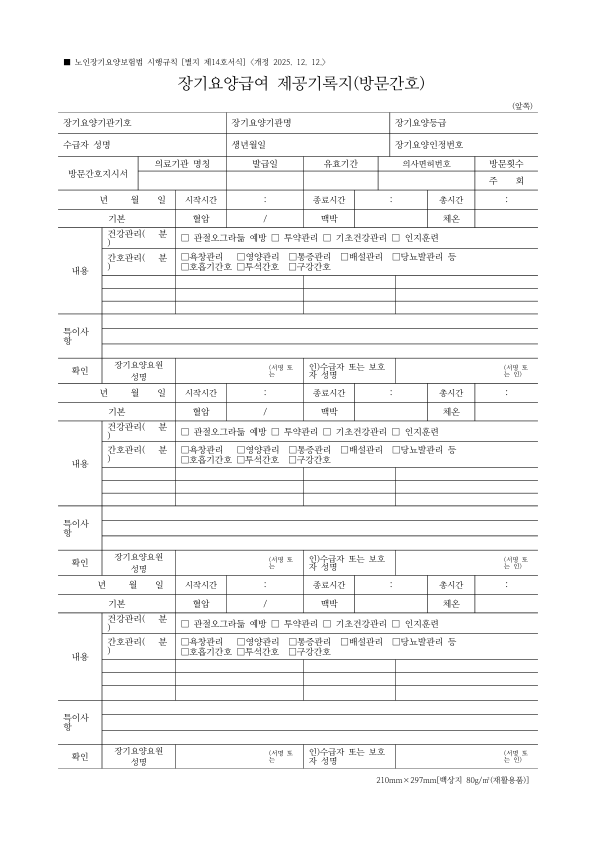 ■ 노인장기요양보험법 시행규칙 [별지 제14호서식] <개정 2025. 12. 12.>
장기요양급여 제공기록지(방문간호)
(앞쪽)
장기요양기관기호 장기요양기관명 장기요양등급
수급자 성명 생년월일 장기요양인정번호
방문간호지시서 의료기관 명칭 발급일 유효기간 의사면허번호 방문횟수
주 회
년 월 일 시작시간 : 종료시간 : 총시간 :
기본 혈압 / 맥박 체온
내용
건강관리( 분
)
□ 관절오그라듦 예방 □ 투약관리 □ 기초건강관리 □ 인지훈련
간호관리( 분
)
□욕창관리 □영양관리 □통증관리 □배설관리 □당뇨발관리 등
□호흡기간호 □투석간호 □구강간호
특이사
항
확인
장기요양요원
성명
(서명 또
는
인)수급자 또는 보호
자 성명
(서명 또
는 인)
년 월 일 시작시간 : 종료시간 : 총시간 :
기본 혈압 / 맥박 체온
내용
건강관리( 분
)
□ 관절오그라듦 예방 □ 투약관리 □ 기초건강관리 □ 인지훈련
간호관리( 분
)
□욕창관리 □영양관리 □통증관리 □배설관리 □당뇨발관리 등
□호흡기간호 □투석간호 □구강간호
특이사
항
확인
장기요양요원
성명
(서명 또
는
인)수급자 또는 보호
자 성명
(서명 또
는 인)
년 월 일 시작시간 : 종료시간 : 총시간 :
기본 혈압 / 맥박 체온
내용
건강관리( 분
)
□ 관절오그라듦 예방 □ 투약관리 □ 기초건강관리 □ 인지훈련
간호관리( 분
)
□욕창관리 □영양관리 □통증관리 □배설관리 □당뇨발관리 등
□호흡기간호 □투석간호 □구강간호
특이사
항
확인
장기요양요원
성명
(서명 또
는
인)수급자 또는 보호
자 성명
(서명 또
는 인)
210mm×297mm[백상지 80g/㎡(재활용품)]